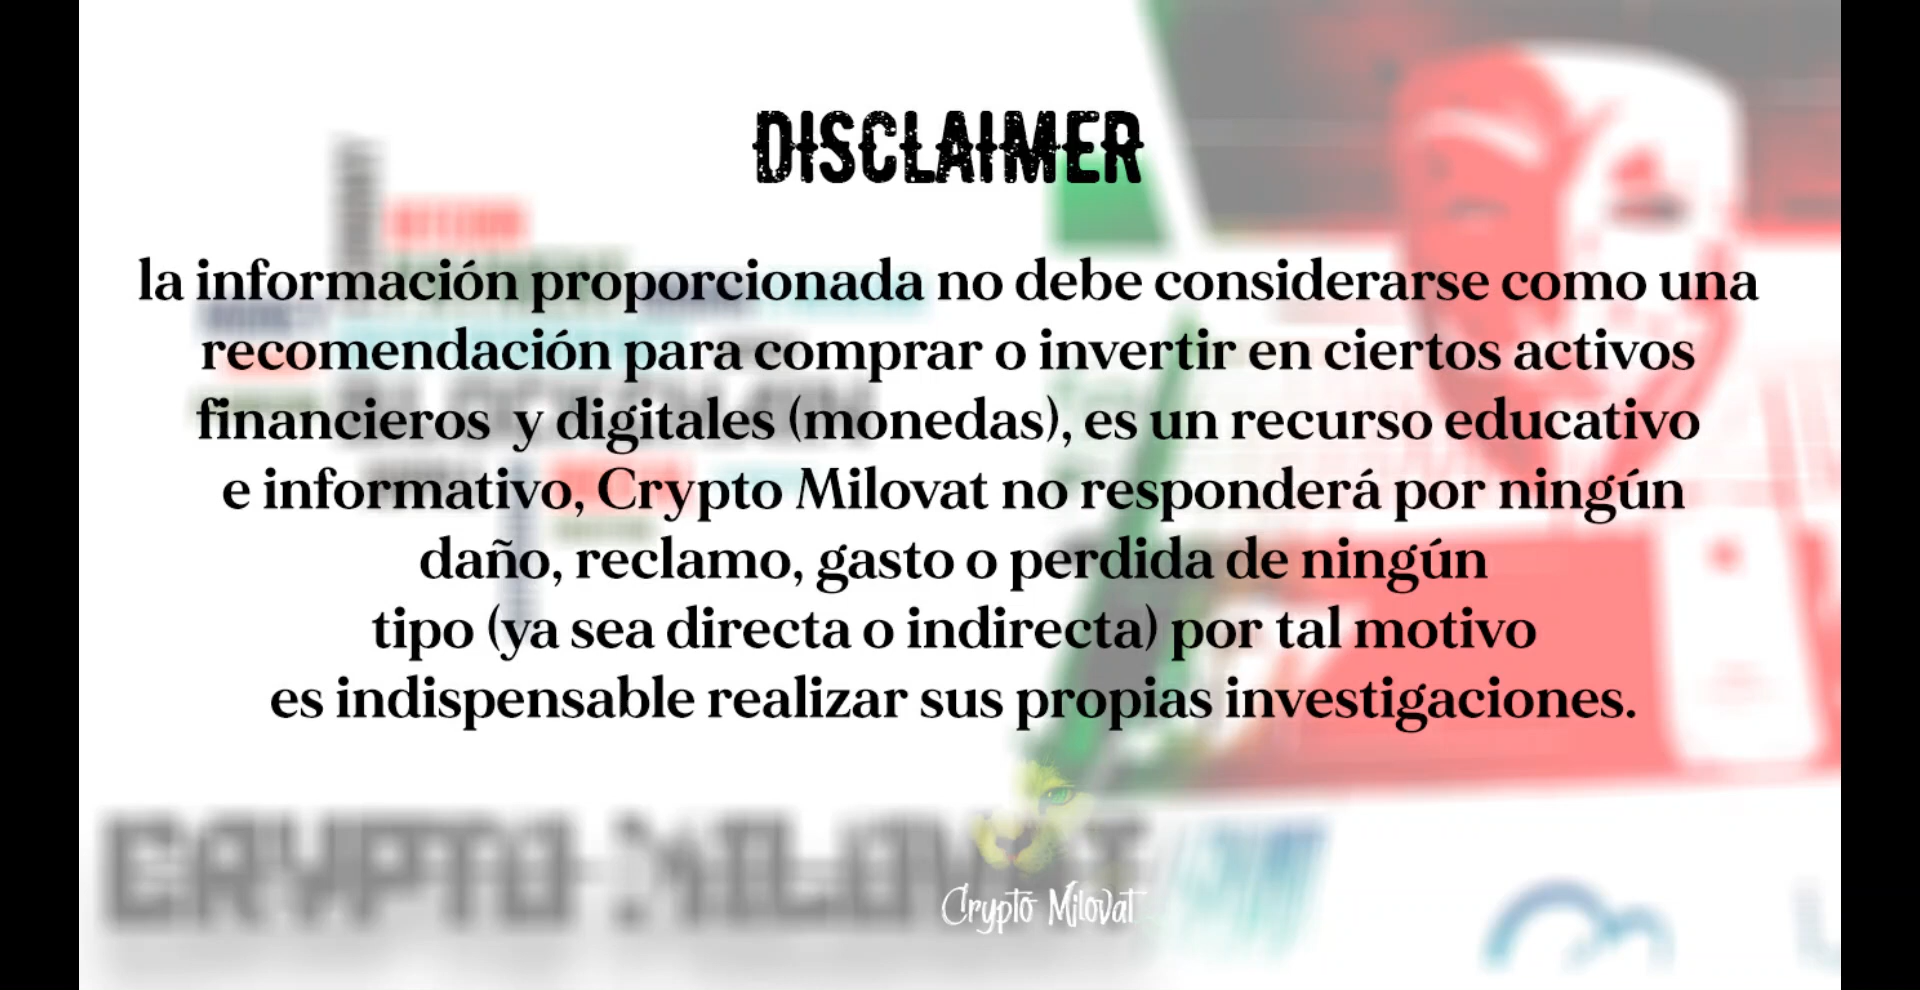 DISCLAIMER
la información proporcionada no debe considerarse como una
recomendación para comprar o invertir en ciertos activos
financieros y digitales (monedas), es un recurso educativo
e informativo, Crypto Milovat no responderá por ningún
daño, reclamo, gasto o perdida de ningún
tipo (ya sea directa o indirecta) por tal motivo
es indispensable realizar sus propias investigaciones.
CRYPTO MILOVAT
Crypto Milovat